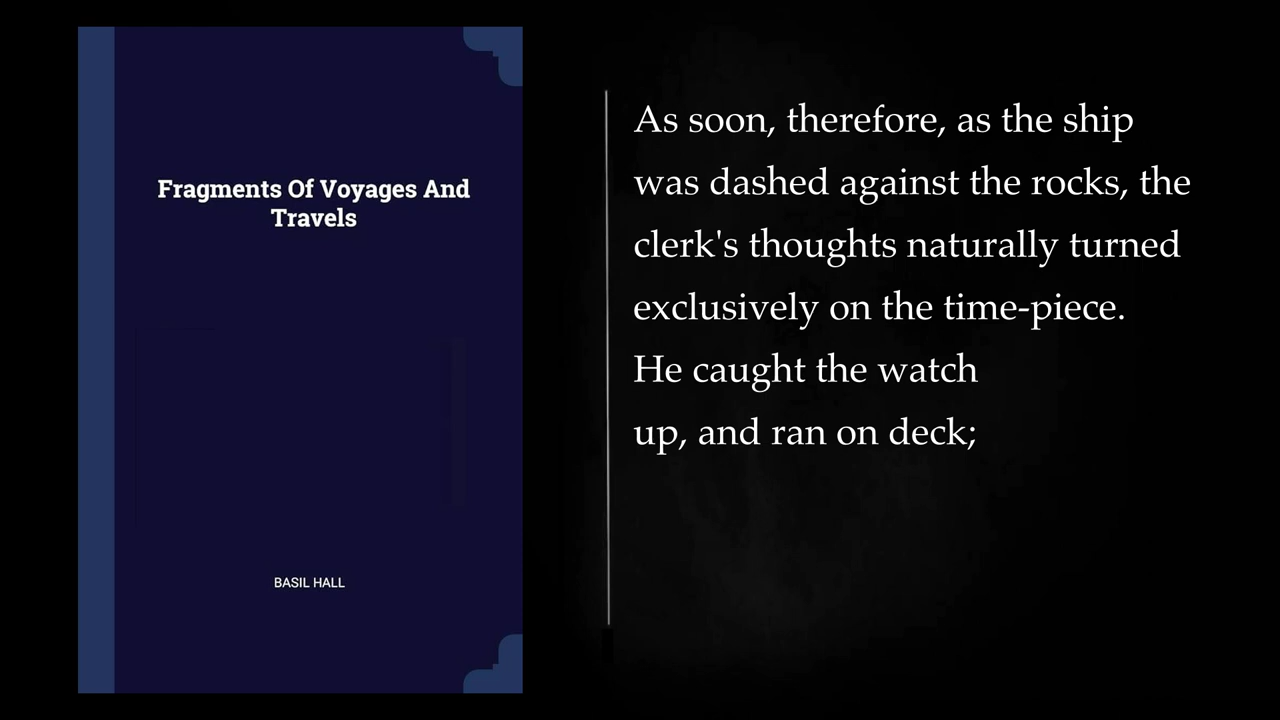 Fragments Of Voyages And
Travels
BASIL HALL
As soon, therefore, as the ship
was dashed against the rocks, the
clerk's thoughts naturally turned
exclusively on the time-piece.
He caught the watch
up, and ran on deck;